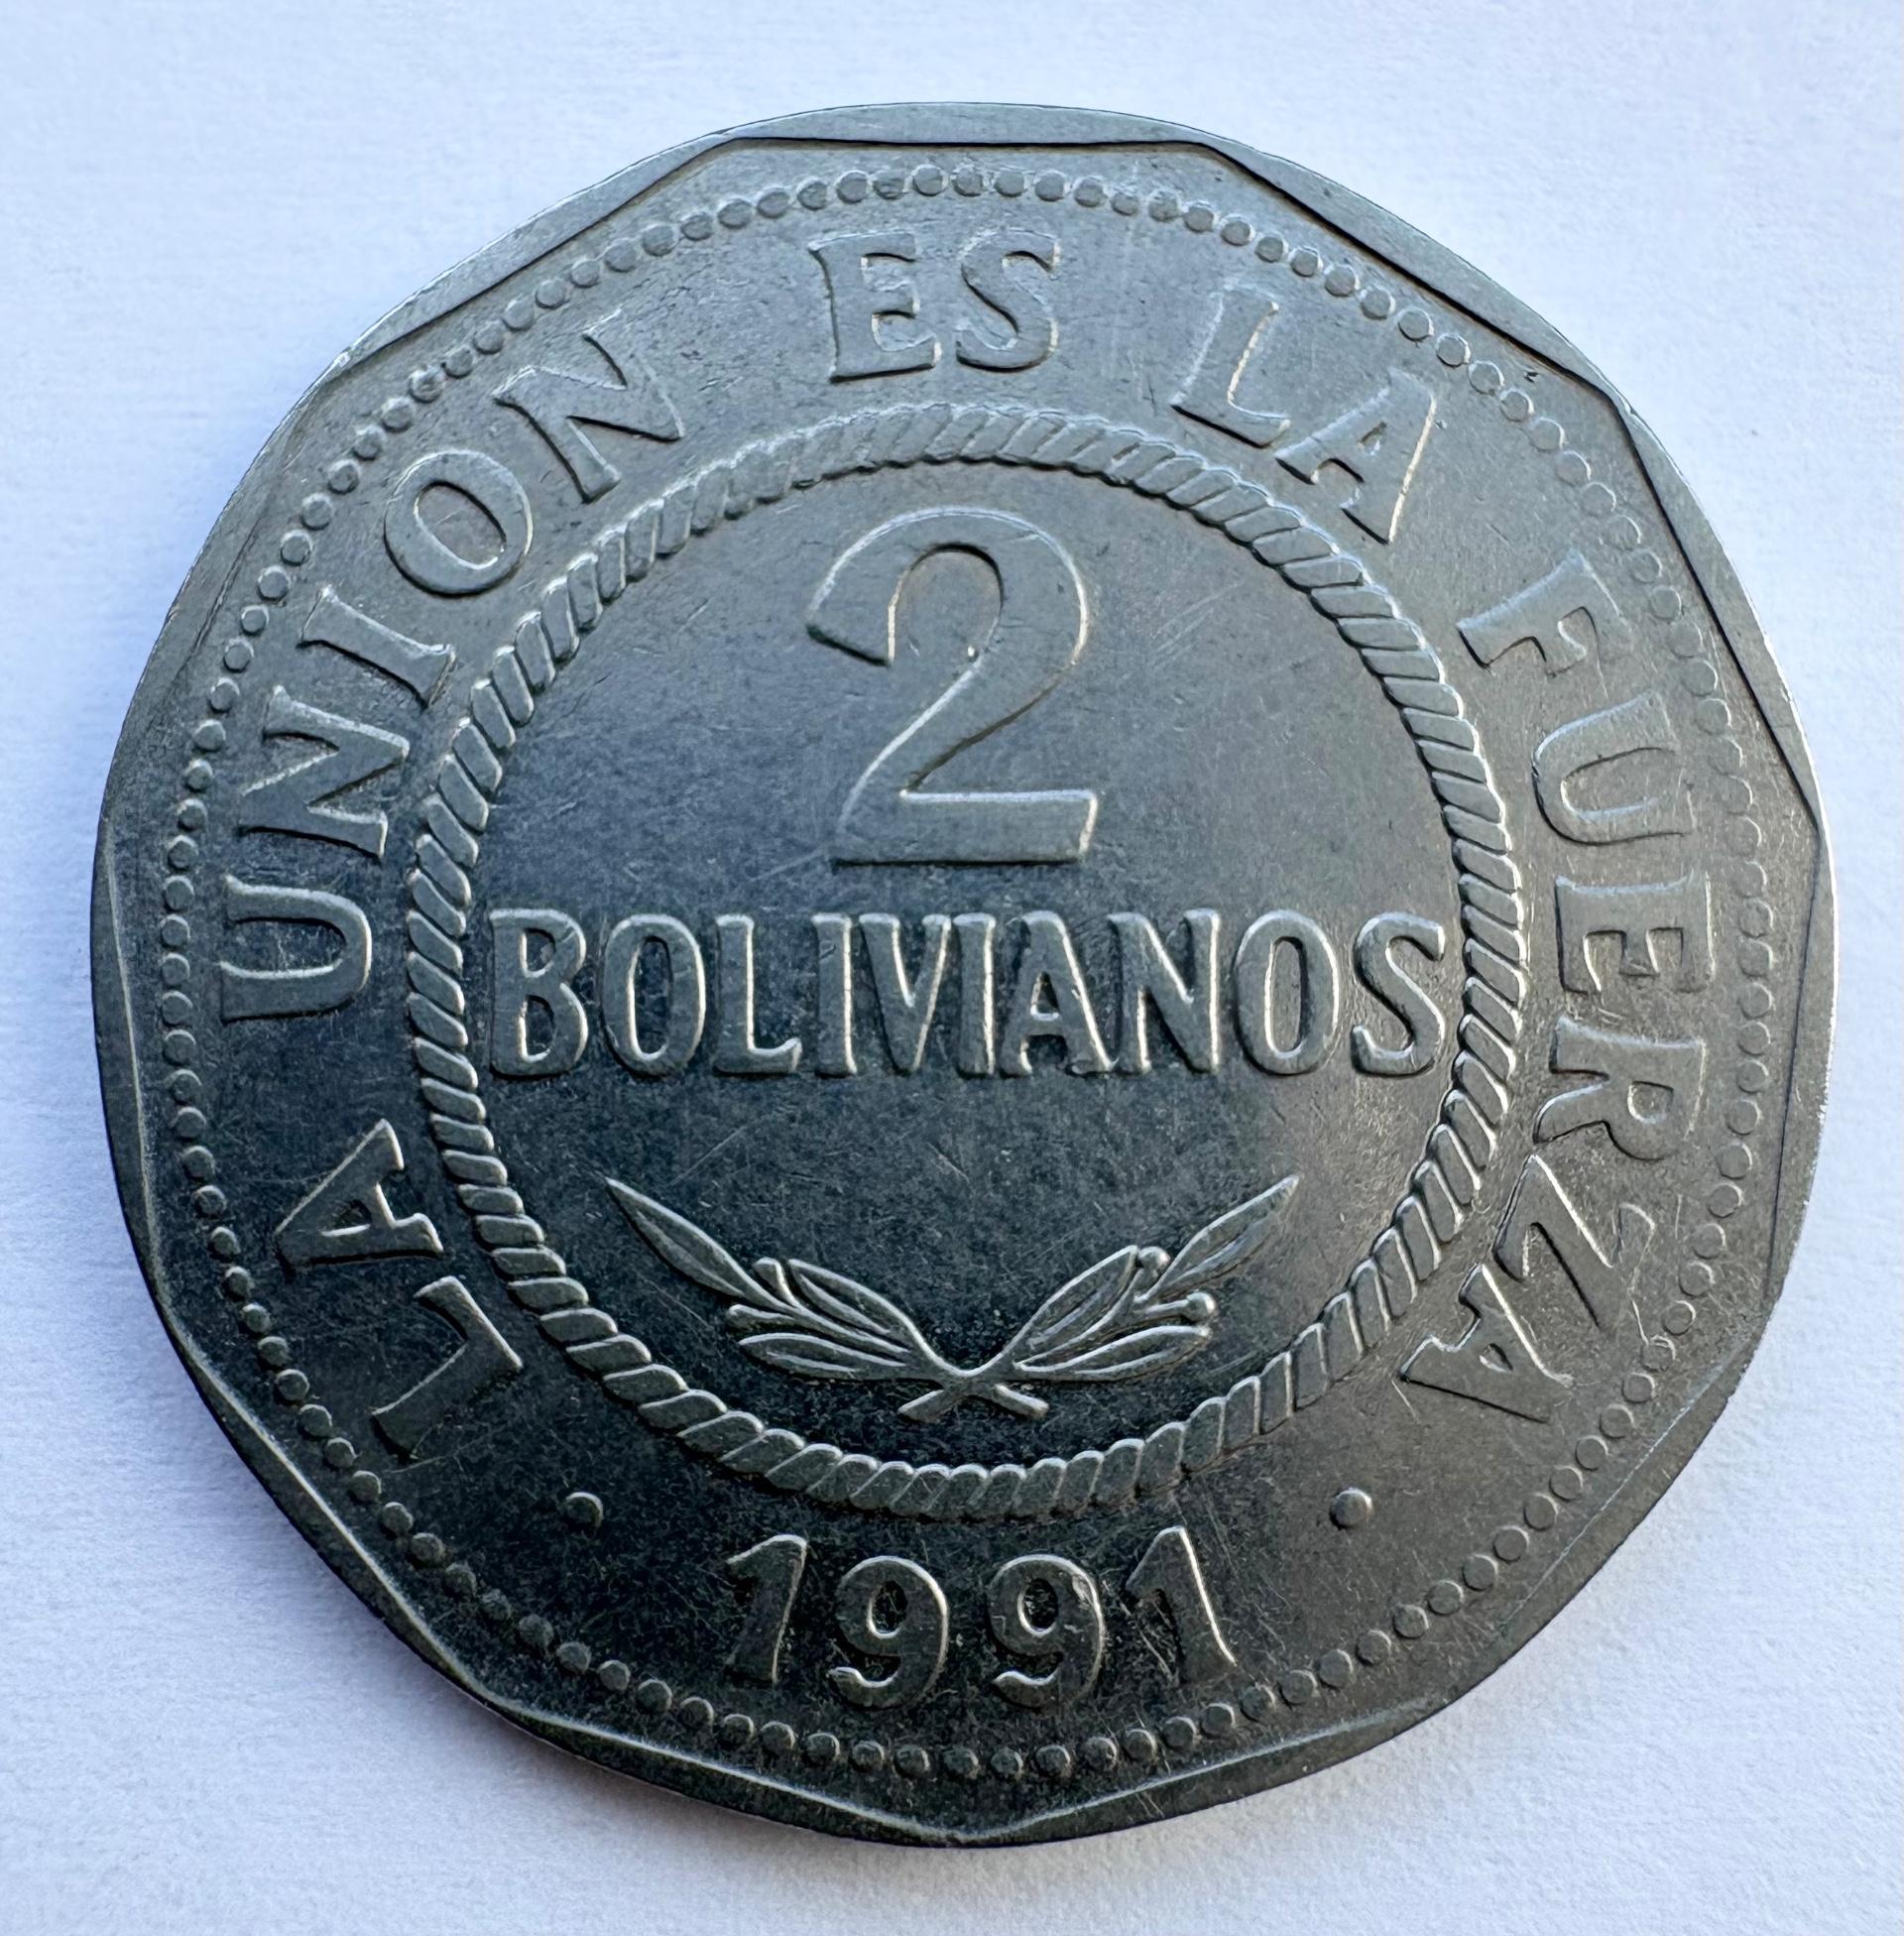 LA UNION ES LA FUERZA
2
BOLIVIANOS
· 1991 ·